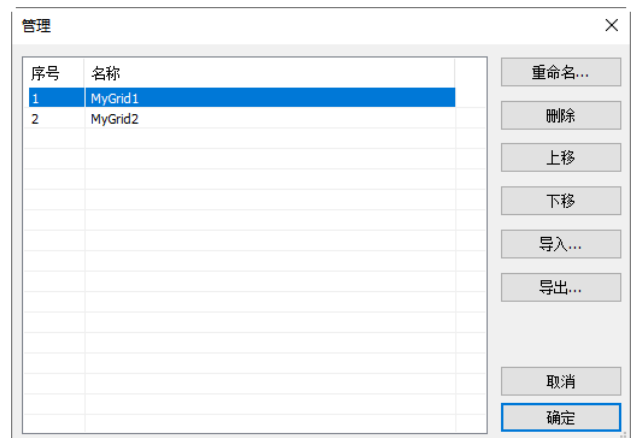 管理
序号 名称
1 MyGrid1
2 MyGrid2
重命名...
删除
上移
下移
导入...
导出...
取消
确定